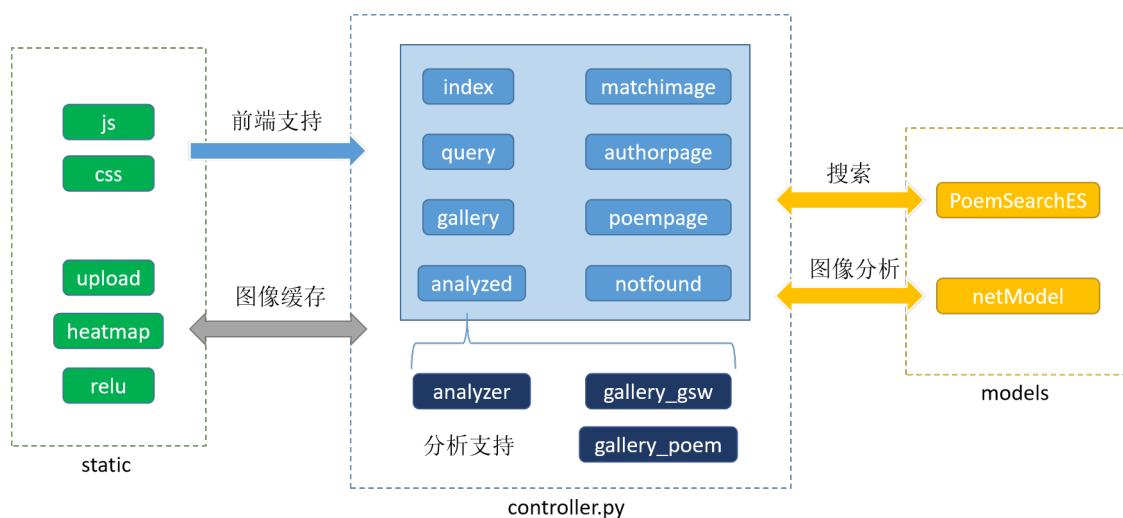 js
css
upload
heatmap
relu
static
前端支持
图像缓存
index
matchimage
query
authorpage
gallery
poempage
analyzed
notfound
analyzer
gallery_gsw
分析支持
gallery_poem
controller.py
搜索
图像分析
PoemSearchES
netModel
models